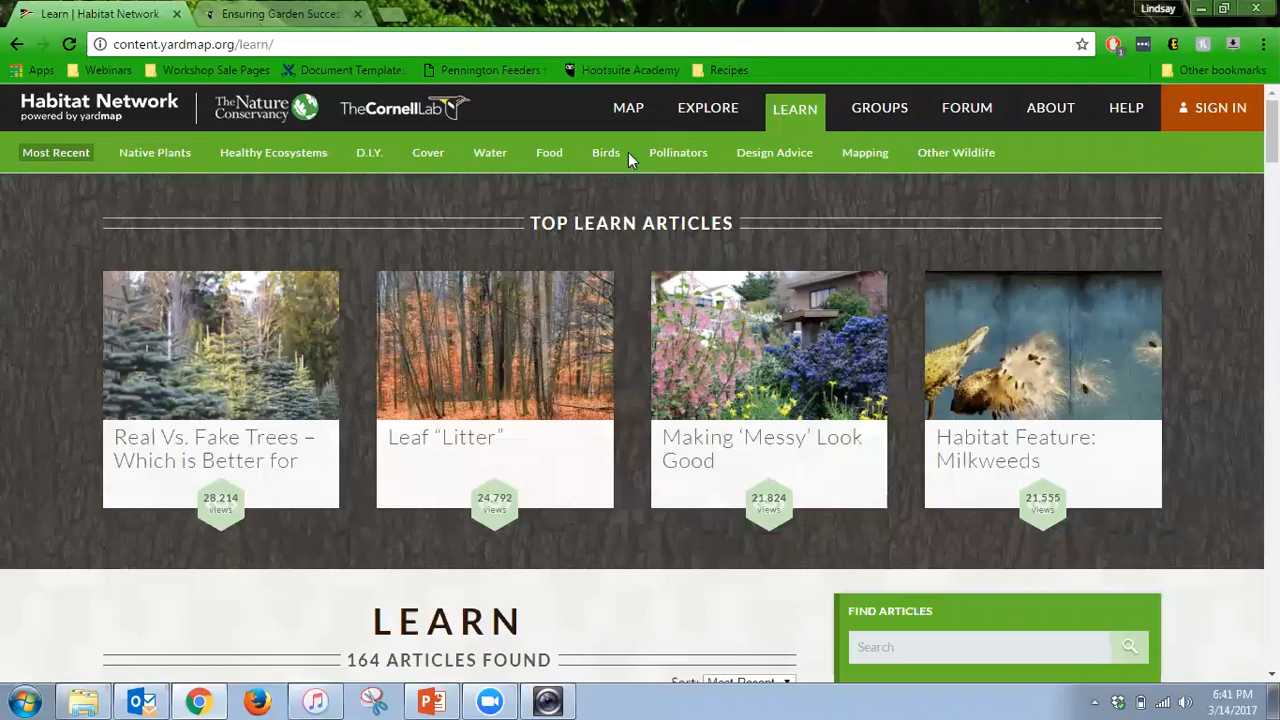 Learn | Habitat Network
Ensuring Garden Succes
Lindsay
content.yardmap.org/learn/
Apps
Webinars
Workshop Sale Pages
Document Template
Pennington Feeders
Hootsuite Academy
Recipes
Other bookmarks
Habitat Network
powered by yardmap
The Nature
Conservancy
TheCornellLab
MAP
EXPLORE
LEARN
GROUPS
FORUM
ABOUT
HELP
SIGN IN
Most Recent
Native Plants
Healthy Ecosystems
D.I.Y.
Cover
Water
Food
Birds
Pollinators
Design Advice
Mapping
Other Wildlife
TOP LEARN ARTICLES
Real Vs. Fake Trees –
Which is Better for
28,214
views
Leaf “Litter”
24,792
views
Making ‘Messy’ Look
Good
21,824
views
Habitat Feature:
Milkweeds
21,555
views
LEARN
164 ARTICLES FOUND
Sort: Most Recent
FIND ARTICLES
Search
6:41 PM
3/14/2017